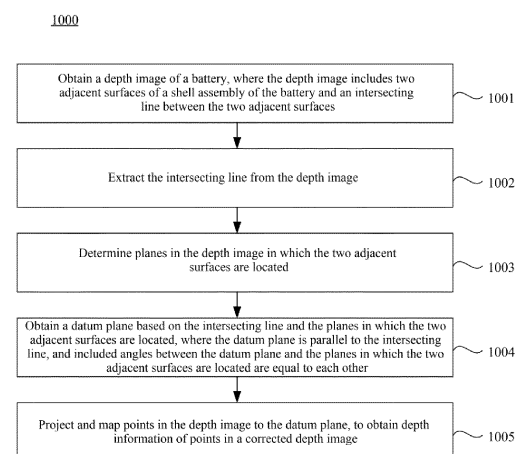 1000
Obtain a depth image of a battery, where the depth image includes two
adjacent surfaces of a shell assembly of the battery and an intersecting
line between the two adjacent surfaces
1001
Extract the intersecting line from the depth image
1002
Determine planes in the depth image in which the two adjacent
surfaces are located
1003
Obtain a datum plane based on the intersecting line and the planes in which the two
adjacent surfaces are located, where the datum plane is parallel to the intersecting
line, and included angles between the datum plane and the planes in which the two
adjacent surfaces are located are equal to each other
1004
Project and map points in the depth image to the datum plane, to obtain depth
information of points in a corrected depth image
1005